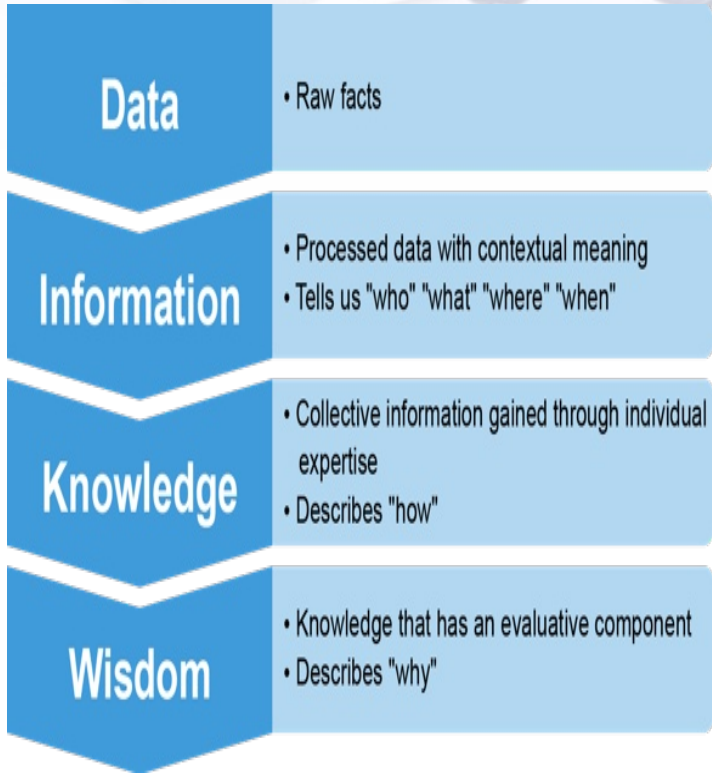 Data
• Raw facts
Information
• Processed data with contextual meaning
• Tells us "who" "what" "where" "when"
Knowledge
• Collective information gained through individual
expertise
• Describes "how"
Wisdom
• Knowledge that has an evaluative component
• Describes "why"